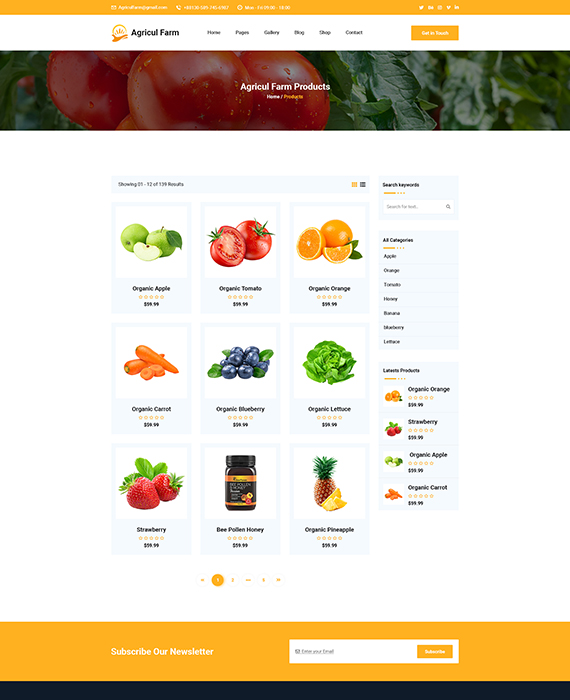 Agriculfarm@gmail.com
Mon - Fri 09:00 - 18:00
Agricul Farm
Home
Pages
Gallery
Blog
Shop
Contact
Get in Touch
Agricul Farm Products
Home / Products
Showing 01 - 12 of 139 Results
Organic Apple
$59.99
Organic Tomato
$59.99
Organic Orange
$59.99
Organic Carrot
$59.99
Organic Blueberry
$59.99
Organic Lettuce
$59.99
BEE POLLEN
& HONEY
Strawberry
$59.99
Bee Pollen Honey
$59.99
Organic Pineapple
$59.99
1
2
Search keywords
Search for text...
All Categories
Apple
Orange
Tomato
Honey
Banana
blueberry
Lettuce
Latests Products
Organic Orange
$59.99
Strawberry
$59.99
Organic Apple
$59.99
Organic Carrot
$59.99
Subscribe Our Newsletter
Enter your Email
Subscribe